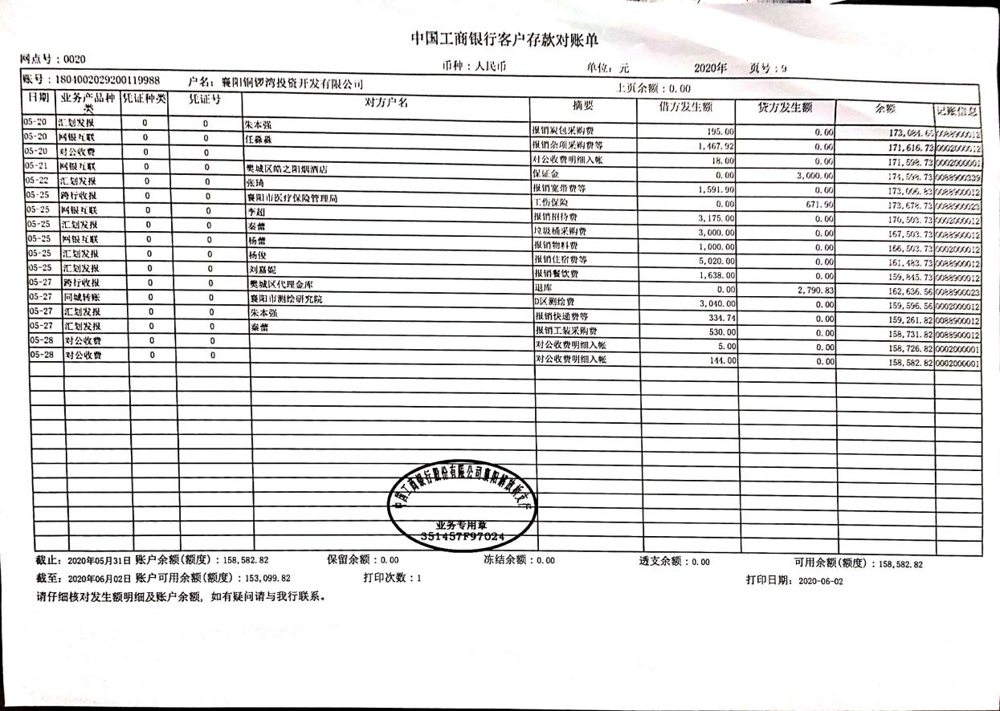 中国工商银行客户存款对账单
网点号：0020 币种：人民币 单位：元 2020年 页号：9
账号：1804002029200119988 户名：襄阳铜锣湾投资开发有限公司 上页余额：0.00
日期 业务产品种类 凭证种类 凭证号 对方户名 摘要 借方发生额 贷方发生额 余额 记账信息
05-20 汇划发报 0 0 朱本强 报销炭包采购费 195.00 0.00 173,084.65 0088900012
05-20 网银互联 0 0 任淼淼 报销杂项采购费等 1,467.92 0.00 171,616.73 0002000012
05-20 对公收费 0 0 对公收费明细入帐 18.00 0.00 171,598.73 0002000001
05-21 网银互联 0 0 樊城区皓之阳烟酒店 保证金 0.00 3,000.00 174,598.73 0088900339
05-22 汇划发报 0 0 张琦 报销宽带费等 1,591.90 0.00 173,006.83 0088900012
05-25 跨行收报 0 0 襄阳市医疗保险管理局 工伤保险 0.00 671.90 173,678.73 0088900023
05-25 网银互联 0 0 李超 报销招待费 3,175.00 0.00 170,503.73 0002000012
05-25 汇划发报 0 0 秦蕾 垃圾桶采购费 3,000.00 0.00 167,503.73 0088900012
05-25 网银互联 0 0 杨蕾 报销物料费 1,000.00 0.00 166,503.73 0002000012
05-25 汇划发报 0 0 杨俊 报销住宿费等 5,020.00 0.00 161,483.73 0088900012
05-25 汇划发报 0 0 刘嘉妮 报销餐饮费 1,638.00 0.00 159,845.73 0088900012
05-27 跨行收报 0 0 樊城区代理金库 退库 0.00 2,790.83 162,636.56 0088900023
05-27 同城转账 0 0 襄阳市测绘研究院 D区测绘费 3,040.00 0.00 159,596.56 0002000012
05-27 汇划发报 0 0 朱本强 报销快递费等 334.74 0.00 159,261.82 0088900012
05-27 汇划发报 0 0 秦蕾 报销工装采购费 530.00 0.00 158,731.82 0088900012
05-28 对公收费 0 0 对公收费明细入帐 5.00 0.00 158,726.82 0002000001
05-28 对公收费 0 0 对公收费明细入帐 144.00 0.00 158,582.82 0002000001
中国工商银行股份有限公司襄阳解放桥支行
业务专用章
351457F97024
截止：2020年05月31日 账户余额(额度)：158,582.82 保留余额：0.00 冻结余额：0.00 透支余额：0.00 可用余额(额度)：158,582.82
截至：2020年06月02日 账户可用余额(额度)：153,099.82 打印次数：1 打印日期：2020-06-02
请仔细核对发生额明细及账户余额，如有疑问请与我行联系。